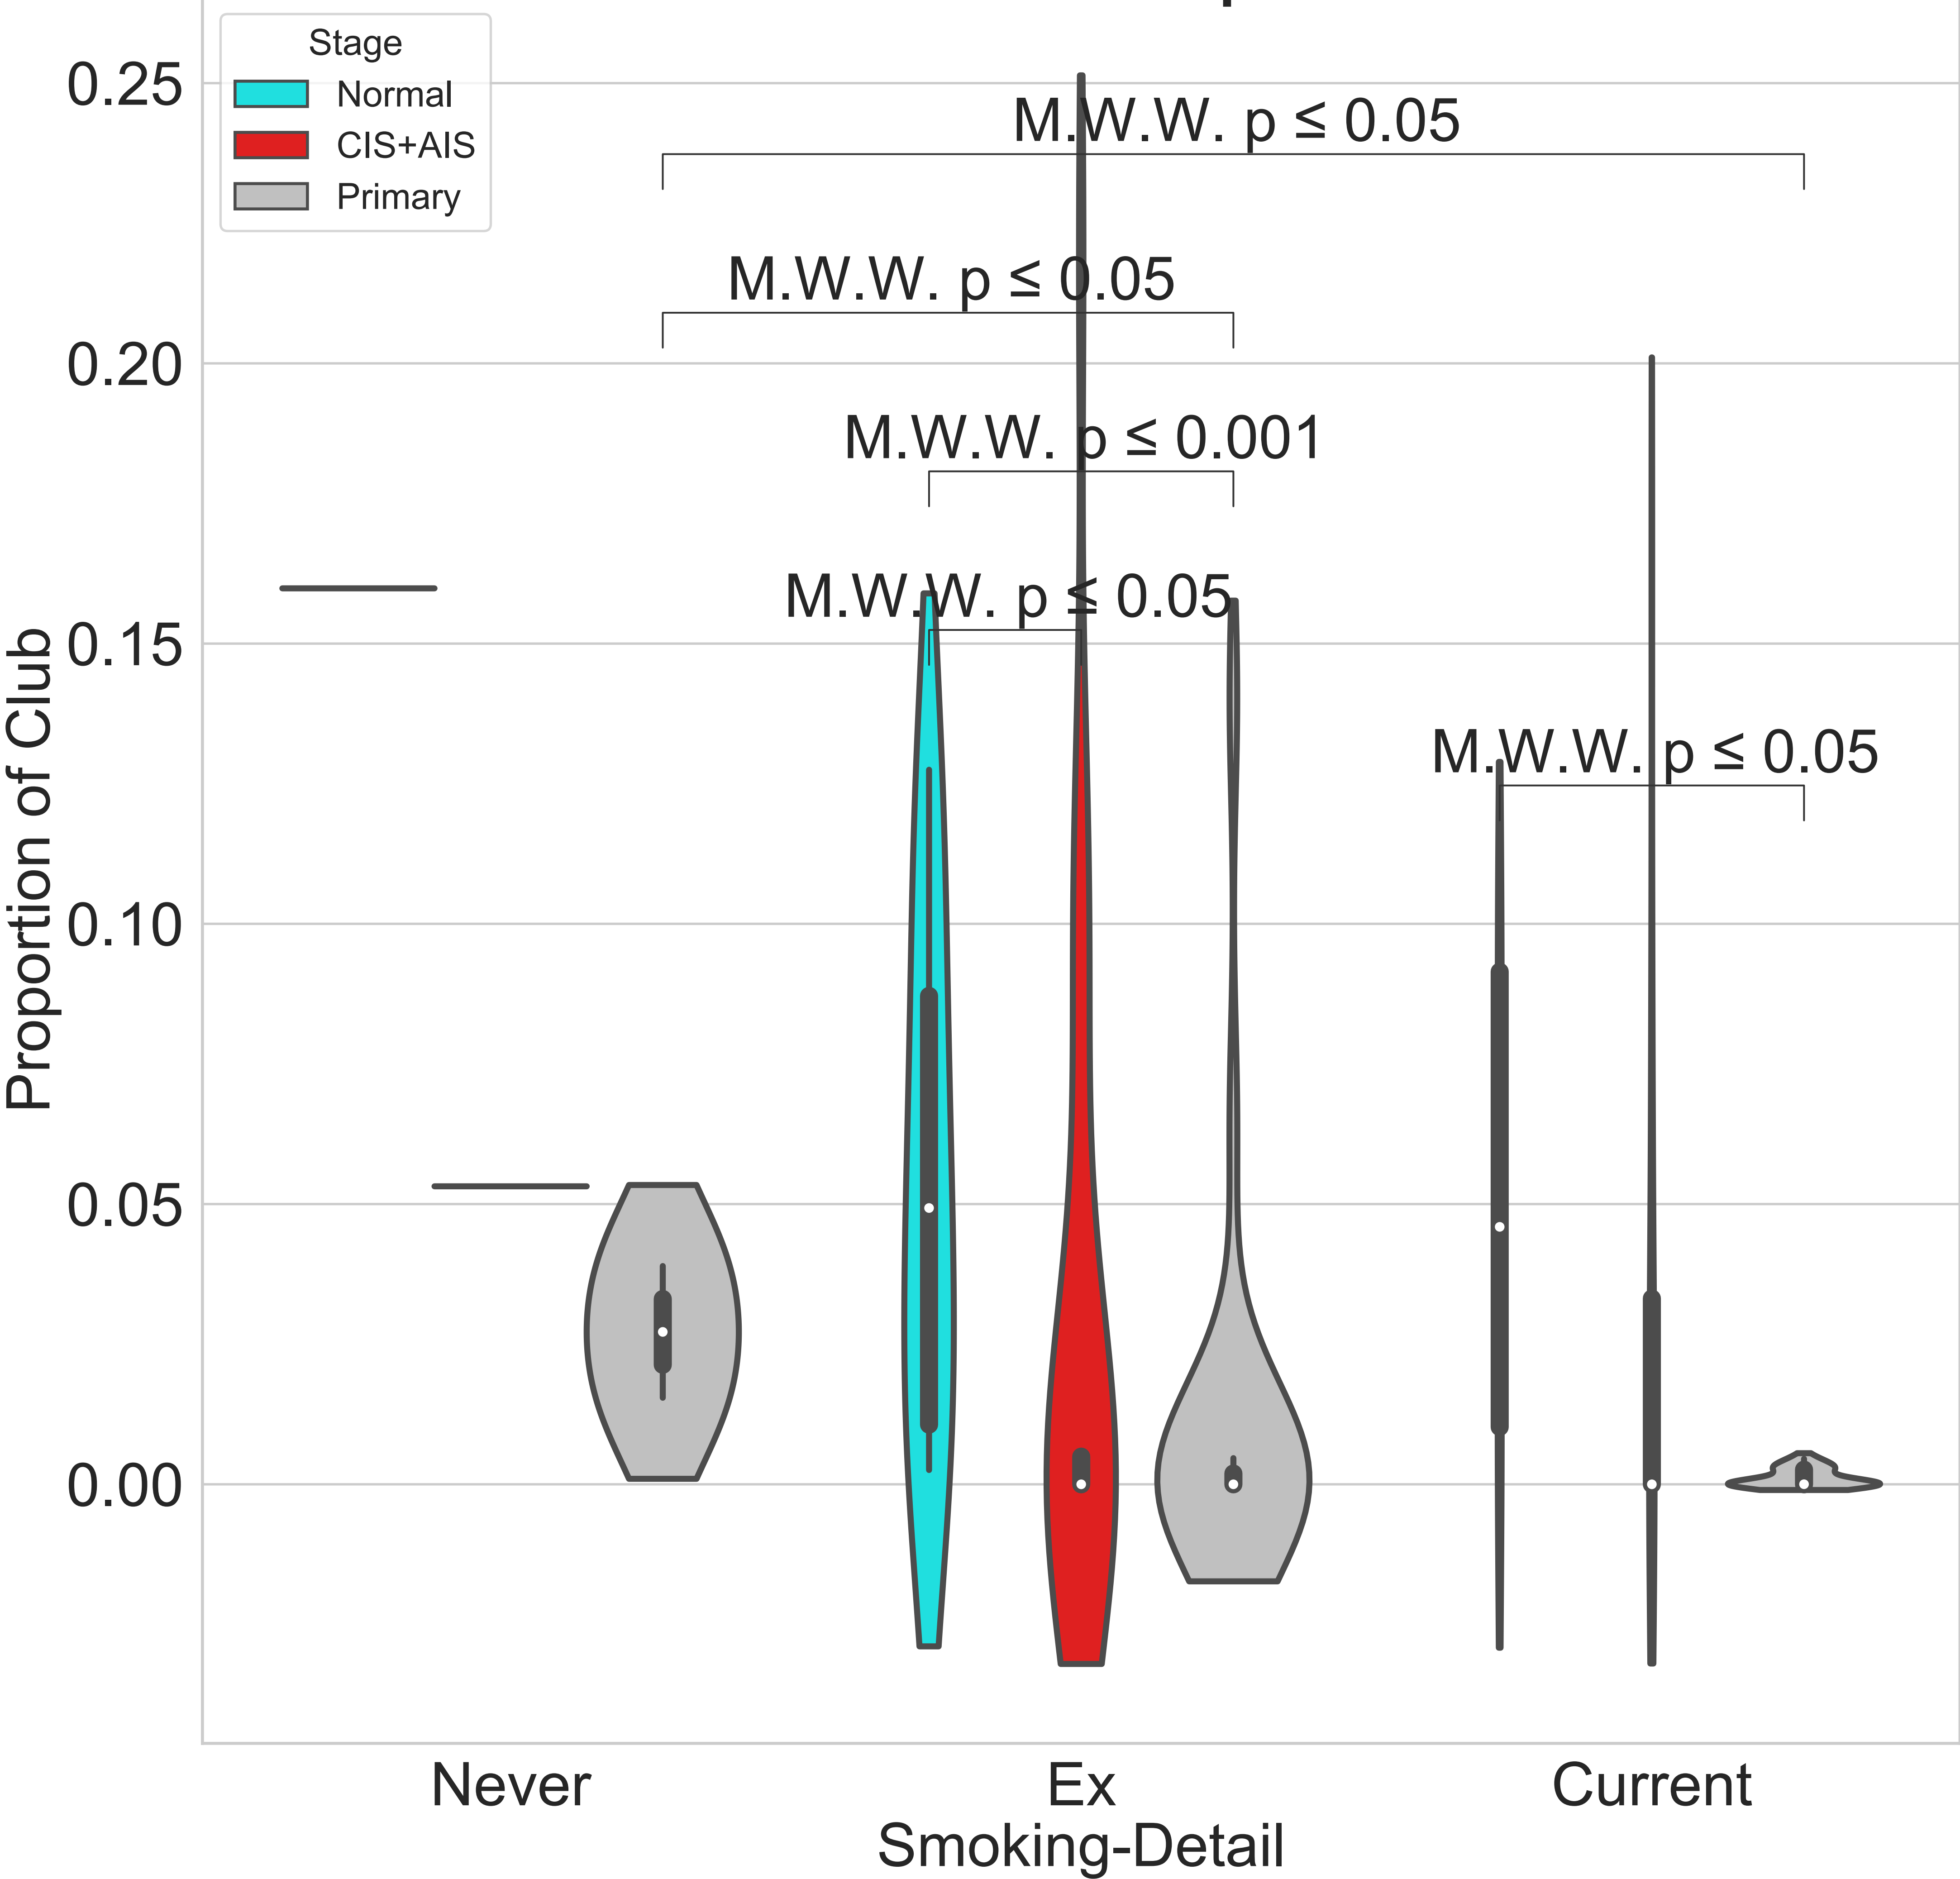 Stage
Normal
CIS+AIS
Primary
0.25
0.20
0.15
0.10
0.05
0.00
Proportion of Club
M.W.W. p ≤ 0.05
M.W.W. p ≤ 0.05
M.W.W. p ≤ 0.001
M.W.W. p ≤ 0.05
M.W.W. p ≤ 0.05
Never
Ex
Current
Smoking-Detail